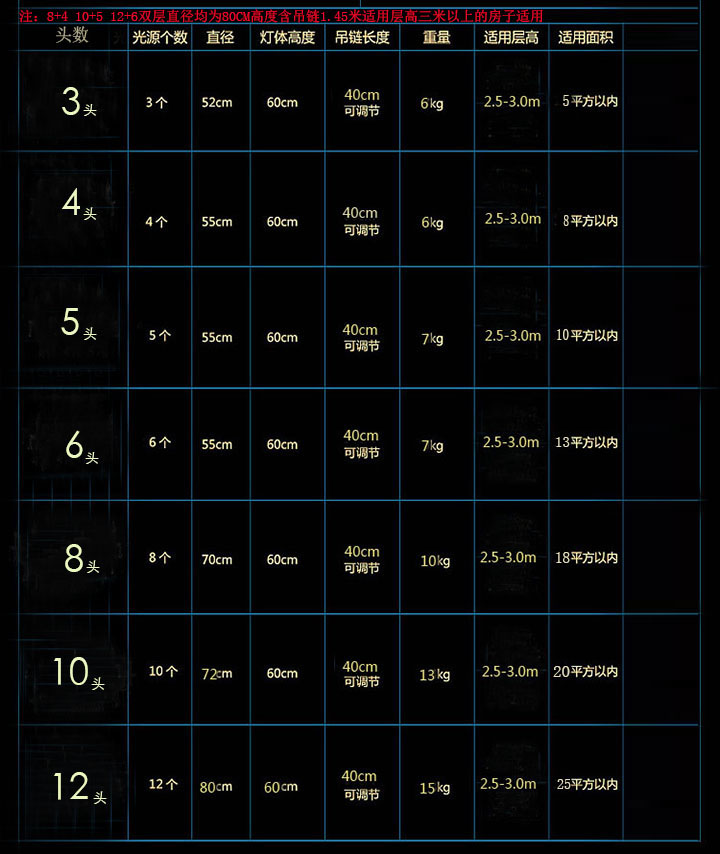 注：8+4 10+5 12+6双层直径均为80CM高度含吊链1.45米适用层高三米以上的房子适用
头数 光源个数 直径 灯体高度 吊链长度 重量 适用层高 适用面积
3头 3个 52cm 60cm 40cm 可调节 6kg 2.5-3.0m 5平方以内
4头 4个 55cm 60cm 40cm 可调节 6kg 2.5-3.0m 8平方以内
5头 5个 55cm 60cm 40cm 可调节 7kg 2.5-3.0m 10平方以内
6头 6个 55cm 60cm 40cm 可调节 7kg 2.5-3.0m 13平方以内
8头 8个 70cm 60cm 40cm 可调节 10kg 2.5-3.0m 18平方以内
10头 10个 72cm 60cm 40cm 可调节 13kg 2.5-3.0m 20平方以内
12头 12个 80cm 60cm 40cm 可调节 15kg 2.5-3.0m 25平方以内